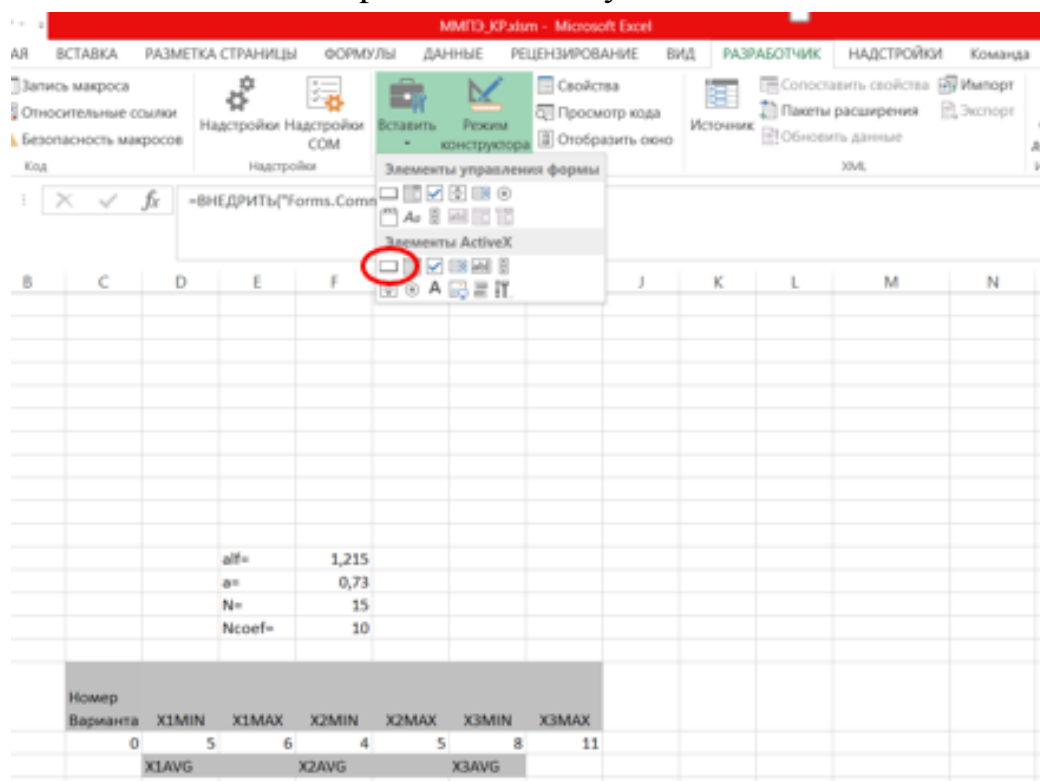 ММПЭ_КР.xlsm - Microsoft Excel
ВСТАВКА РАЗМЕТКА СТРАНИЦЫ ФОРМУЛЫ ДАННЫЕ РЕЦЕНЗИРОВАНИЕ ВИД РАЗРАБОТЧИК НАДСТРОЙКИ Команда
Запись макроса
Относительные ссылки
Безопасность макросов
Код
Надстройки Надстройки COM
Надстройки
Вставить Режим конструктора
Свойства
Просмотр кода
Отобразить окно
Источник
Сопоставить свойства Импорт
Пакеты расширения Экспорт
Обновить данные
XML
fx =ВНЕДРИТЬ("Forms.Comm
Элементы управления формы
Элементы ActiveX
B C D E F J K L M N
alf= 1,215
a= 0,73
N= 15
Ncoef= 10
Номер
Варианта X1MIN X1MAX X2MIN X2MAX X3MIN X3MAX
0 5 6 4 5 8 11
X1AVG X2AVG X3AVG